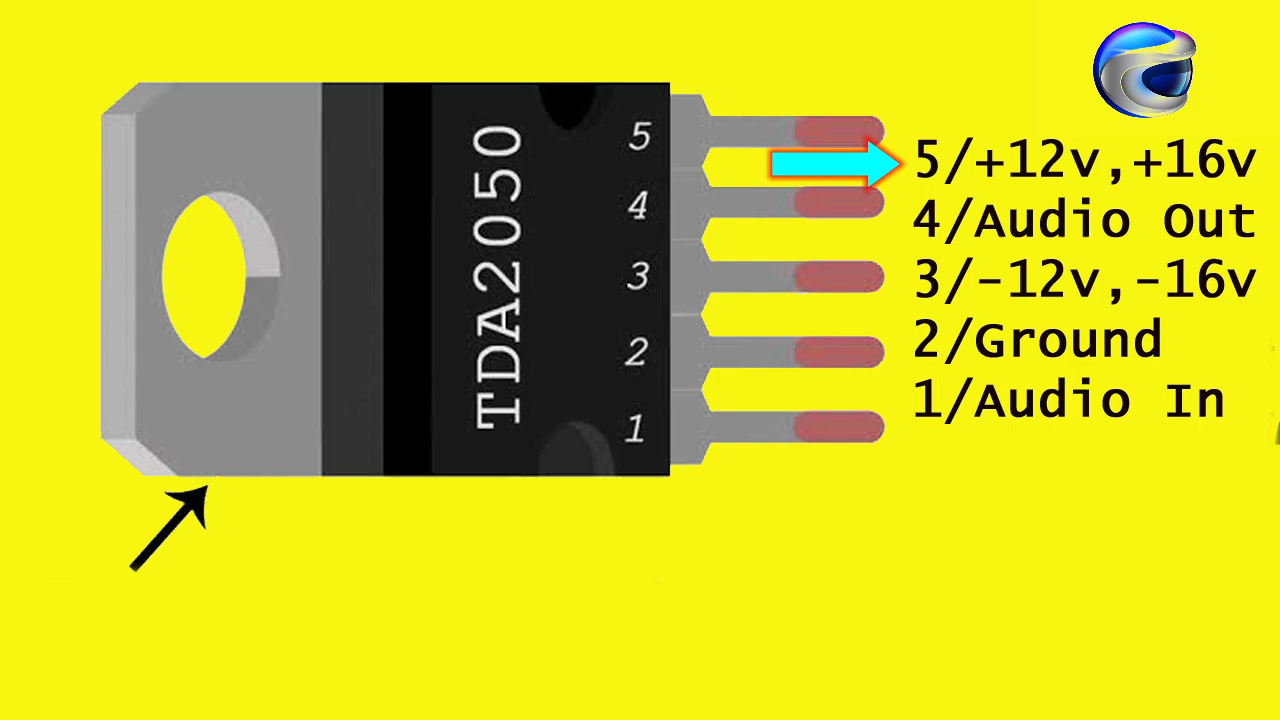 TDA2050
5
4
3
2
1
5/+12v,+16v
4/Audio Out
3/-12v,-16v
2/Ground
1/Audio In